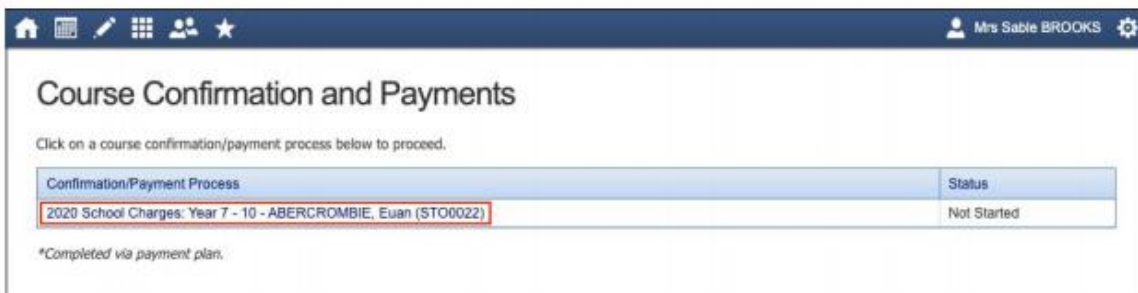 Mrs Sable BROOKS
Course Confirmation and Payments
Click on a course confirmation/payment process below to proceed.
Confirmation/Payment Process Status
2020 School Charges: Year 7 - 10 - ABERCROMBIE, Euan (STO0022) Not Started
*Completed via payment plan.